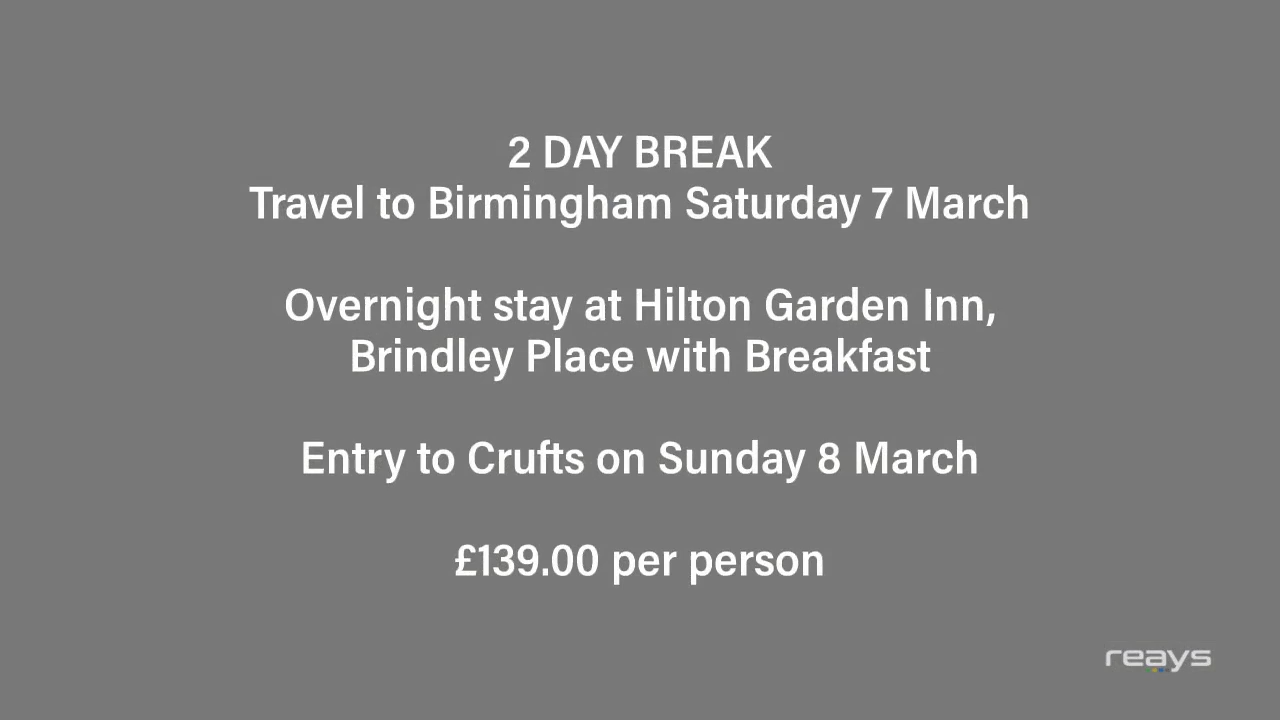 2 DAY BREAK
Travel to Birmingham Saturday 7 March
Overnight stay at Hilton Garden Inn,
Brindley Place with Breakfast
Entry to Crufts on Sunday 8 March
£139.00 per person
reays